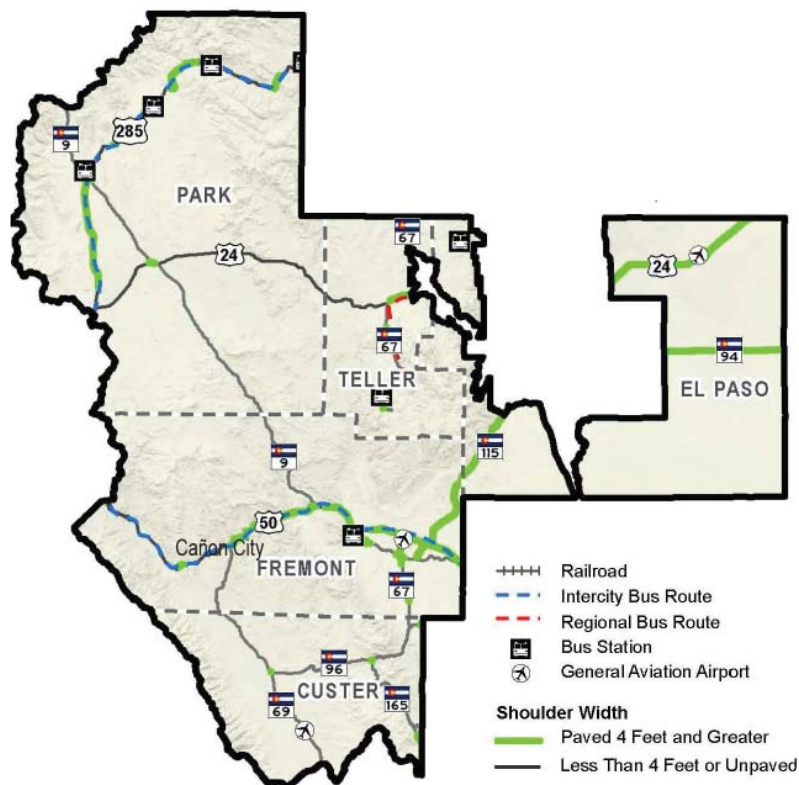 285
9
PARK
67
24
24
67
94
TELLER
EL PASO
9
115
50
Cañon City
FREMONT
67
96
CUSTER
69
165
Railroad
Intercity Bus Route
Regional Bus Route
Bus Station
General Aviation Airport
Shoulder Width
Paved 4 Feet and Greater
Less Than 4 Feet or Unpaved